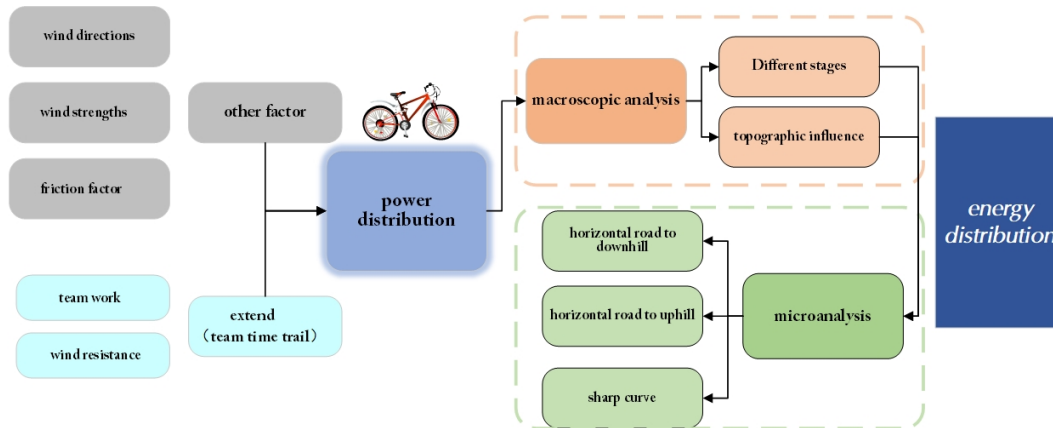 wind directions
wind strengths
friction factor
other factor
power
distribution
team work
wind resistance
extend
（team time trail）
macroscopic analysis
Different stages
topographic influence
horizontal road to
downhill
horizontal road to uphill
sharp curve
microanalysis
energy
distribution